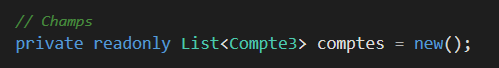 // Champs
private readonly List<Compte3> comptes = new();